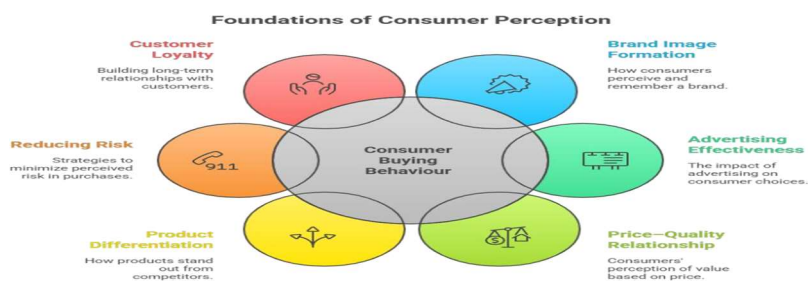 Foundations of Consumer Perception
Customer
Loyalty
Building long-term
relationships with
customers.
Brand Image
Formation
How consumers
perceive and
remember a brand.
Reducing Risk
Strategies to
minimize perceived
risk in purchases.
911
Consumer
Buying
Behaviour
Advertising
Effectiveness
The impact of
advertising on
consumer choices.
Product
Differentiation
How products stand
out from
competitors.
$
Price–Quality
Relationship
Consumers'
perception of value
based on price.